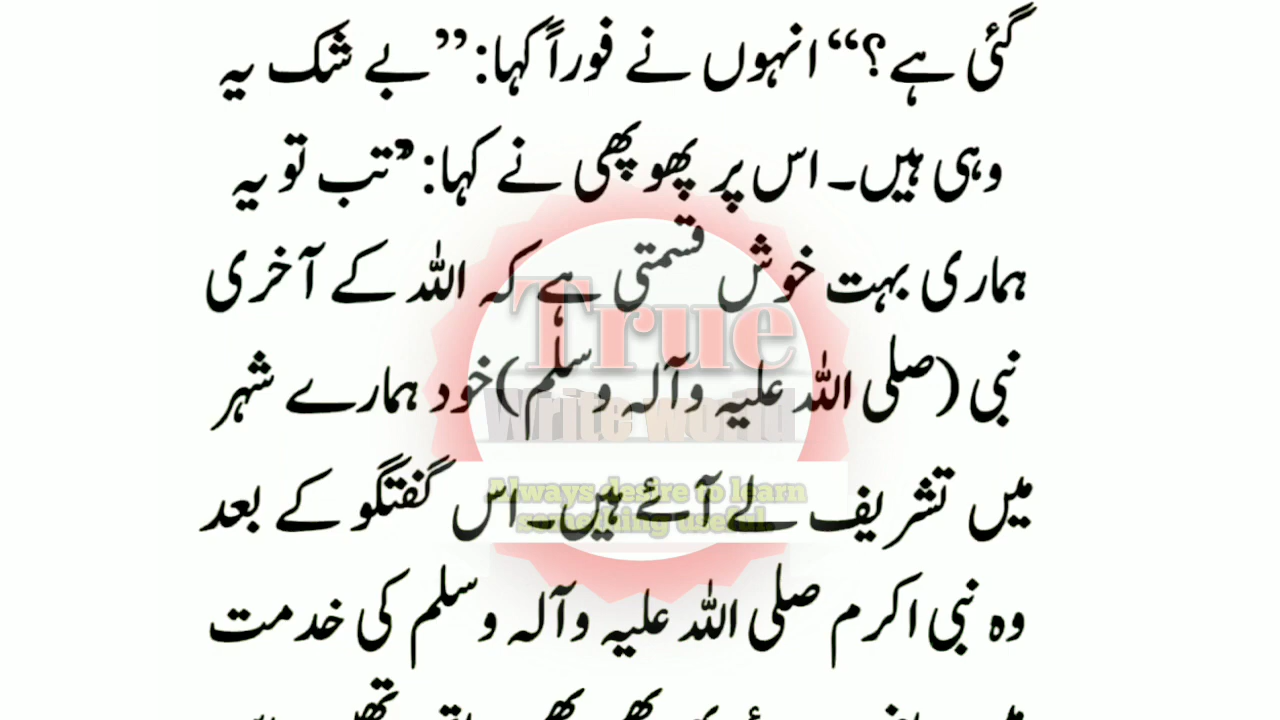 گئی ہے؟“ انہوں نے فوراً کہا: ”بے شک یہ
وہی ہیں۔ اس پر پھوپھی نے کہا: ”تب تو یہ
ہماری بہت خوش قسمتی ہے کہ اللہ کے آخری
نبی (صلی اللہ علیہ وآلہ وسلم) خود ہمارے شہر
میں تشریف لے آئے ہیں۔ اس گفتگو کے بعد
وہ نبی اکرم صلی اللہ علیہ وآلہ وسلم کی خدمت
True
Write World
Always desire to learn
something useful.